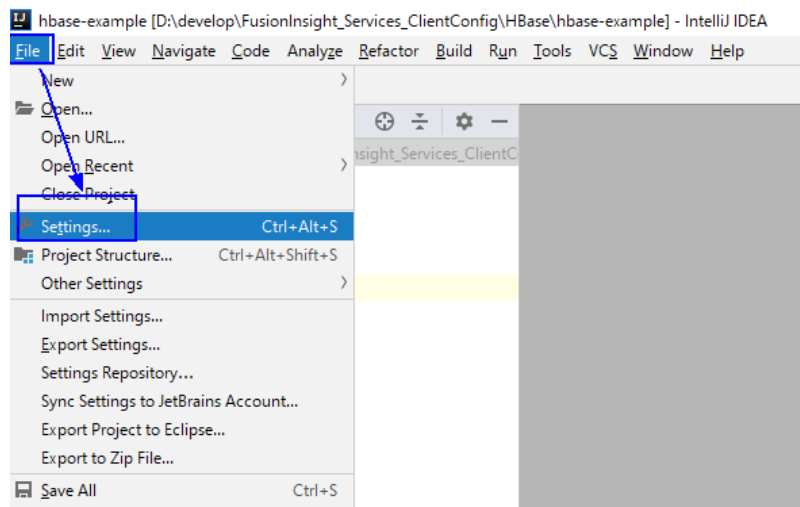 IJ hbase-example [D:\develop\FusionInsight_Services_ClientConfig\HBase\hbase-example] - IntelliJ IDEA
File Edit View Navigate Code Analyze Refactor Build Run Tools VCS Window Help
New
Open...
Open URL...
nsight_Services_ClientC
Open Recent
Close Project
Settings... Ctrl+Alt+S
Project Structure... Ctrl+Alt+Shift+S
Other Settings
Import Settings...
Export Settings...
Settings Repository...
Sync Settings to JetBrains Account...
Export Project to Eclipse...
Export to Zip File...
Save All Ctrl+S